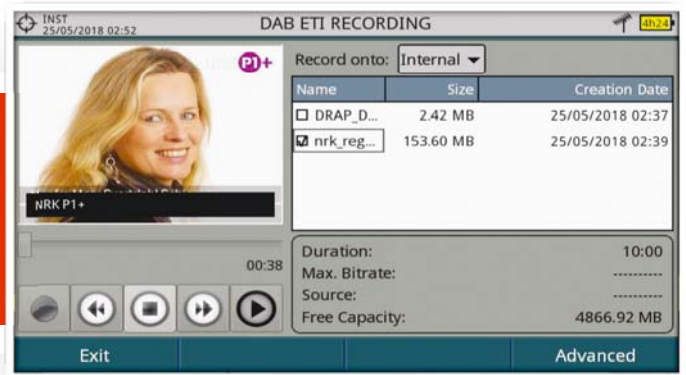 INST
25/05/2018 02:52
DAB ETI RECORDING
4h24
P1+
Record onto: Internal
Name Size Creation Date
DRAP_D... 2.42 MB 25/05/2018 02:37
nrk_reg... 153.60 MB 25/05/2018 02:39
NRK P1+
00:38
Duration: 10:00
Max. Bitrate: ----------
Source: ----------
Free Capacity: 4866.92 MB
Exit
Advanced